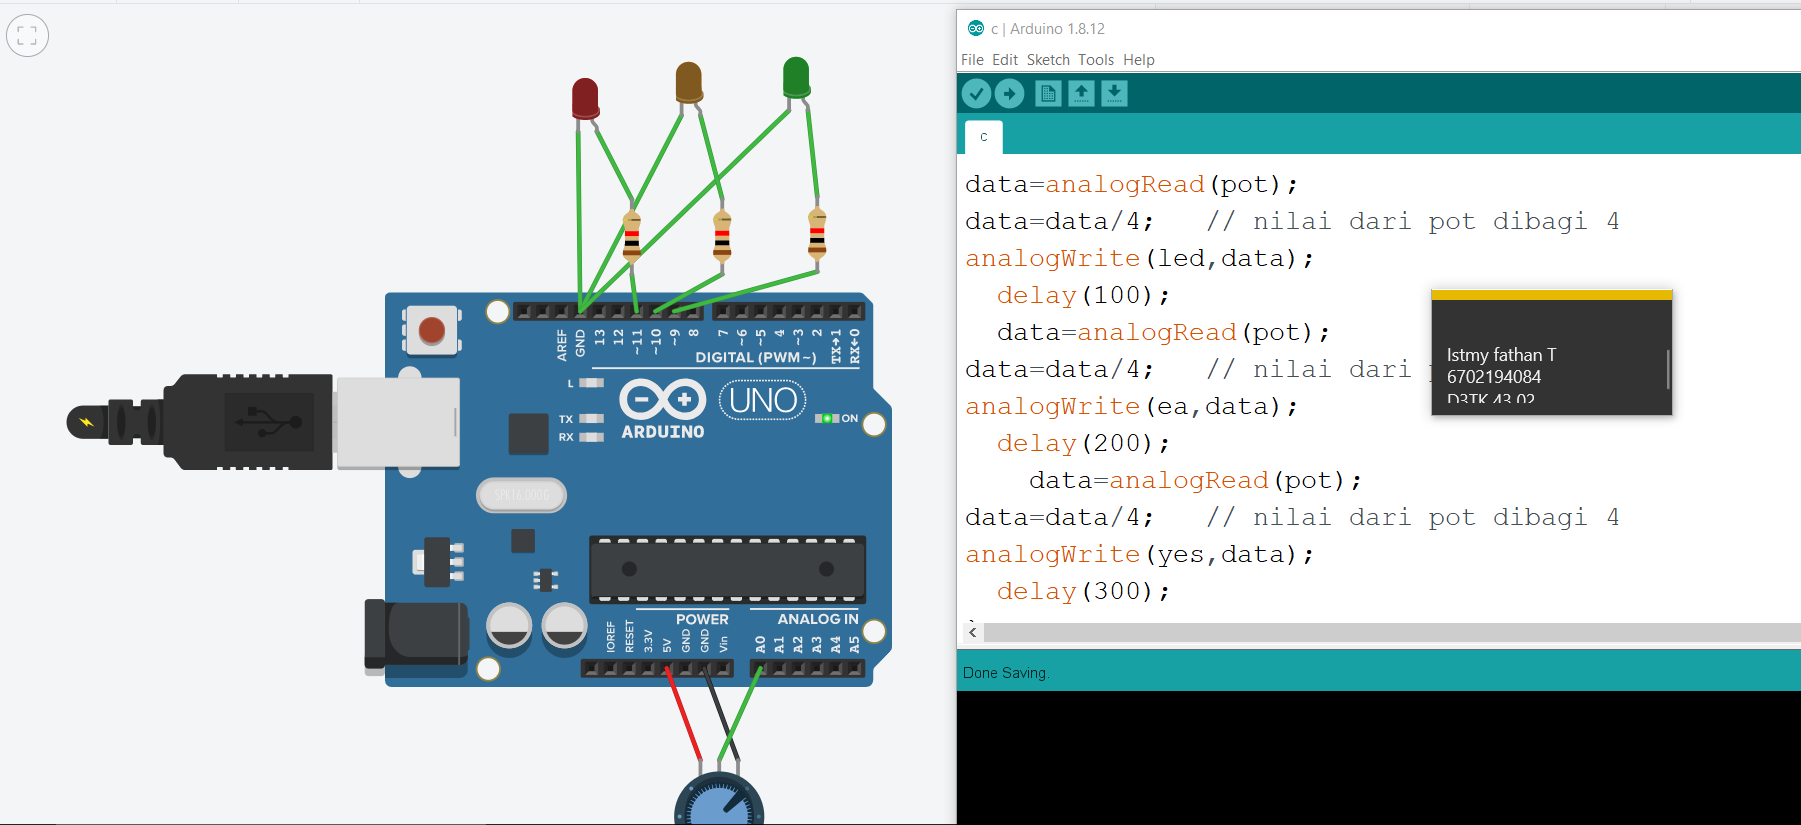 c | Arduino 1.8.12
File Edit Sketch Tools Help
c
data=analogRead(pot);
data=data/4;   // nilai dari pot dibagi 4
analogWrite(led,data);
  delay(100);
  data=analogRead(pot);
data=data/4;   // nilai dari
analogWrite(ea,data);
  delay(200);
    data=analogRead(pot);
data=data/4;   // nilai dari pot dibagi 4
analogWrite(yes,data);
  delay(300);
Istmy fathan T
6702194084
D3TK 43 02
Done Saving.
AREF
GND
13
12
~11
~10
~9
8
7
~6
~5
4
~3
2
TX→1
RX←0
DIGITAL (PWM~)
L
TX
RX
ARDUINO
UNO
ON
SPK16.000G
POWER
ANALOG IN
IOREF
RESET
3.3V
5V
GND
GND
Vin
A0
A1
A2
A3
A4
A5